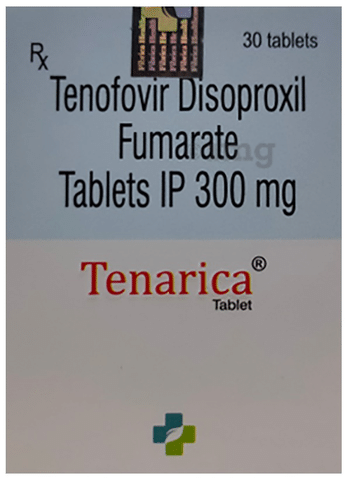 Rx
30 tablets
Tenofovir Disoproxil
Fumarate
Tablets IP 300 mg
Tenarica®
Tablet